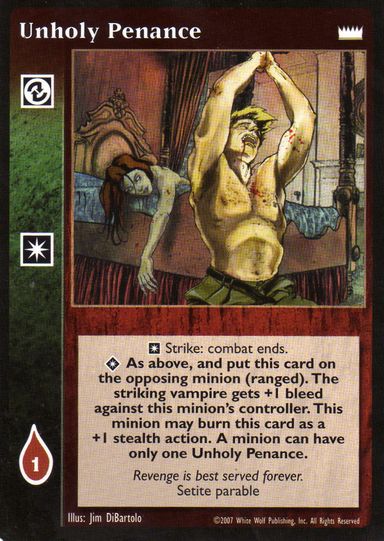 Unholy Penance
Strike: combat ends.
As above, and put this card on
the opposing minion (ranged). The
striking vampire gets +1 bleed
against this minion's controller. This
minion may burn this card as a
+1 stealth action. A minion can have
only one Unholy Penance.
Revenge is best served forever.
Setite parable
1
Illus: Jim DiBartolo
©2007 White Wolf Publishing, Inc. All Rights Reserved